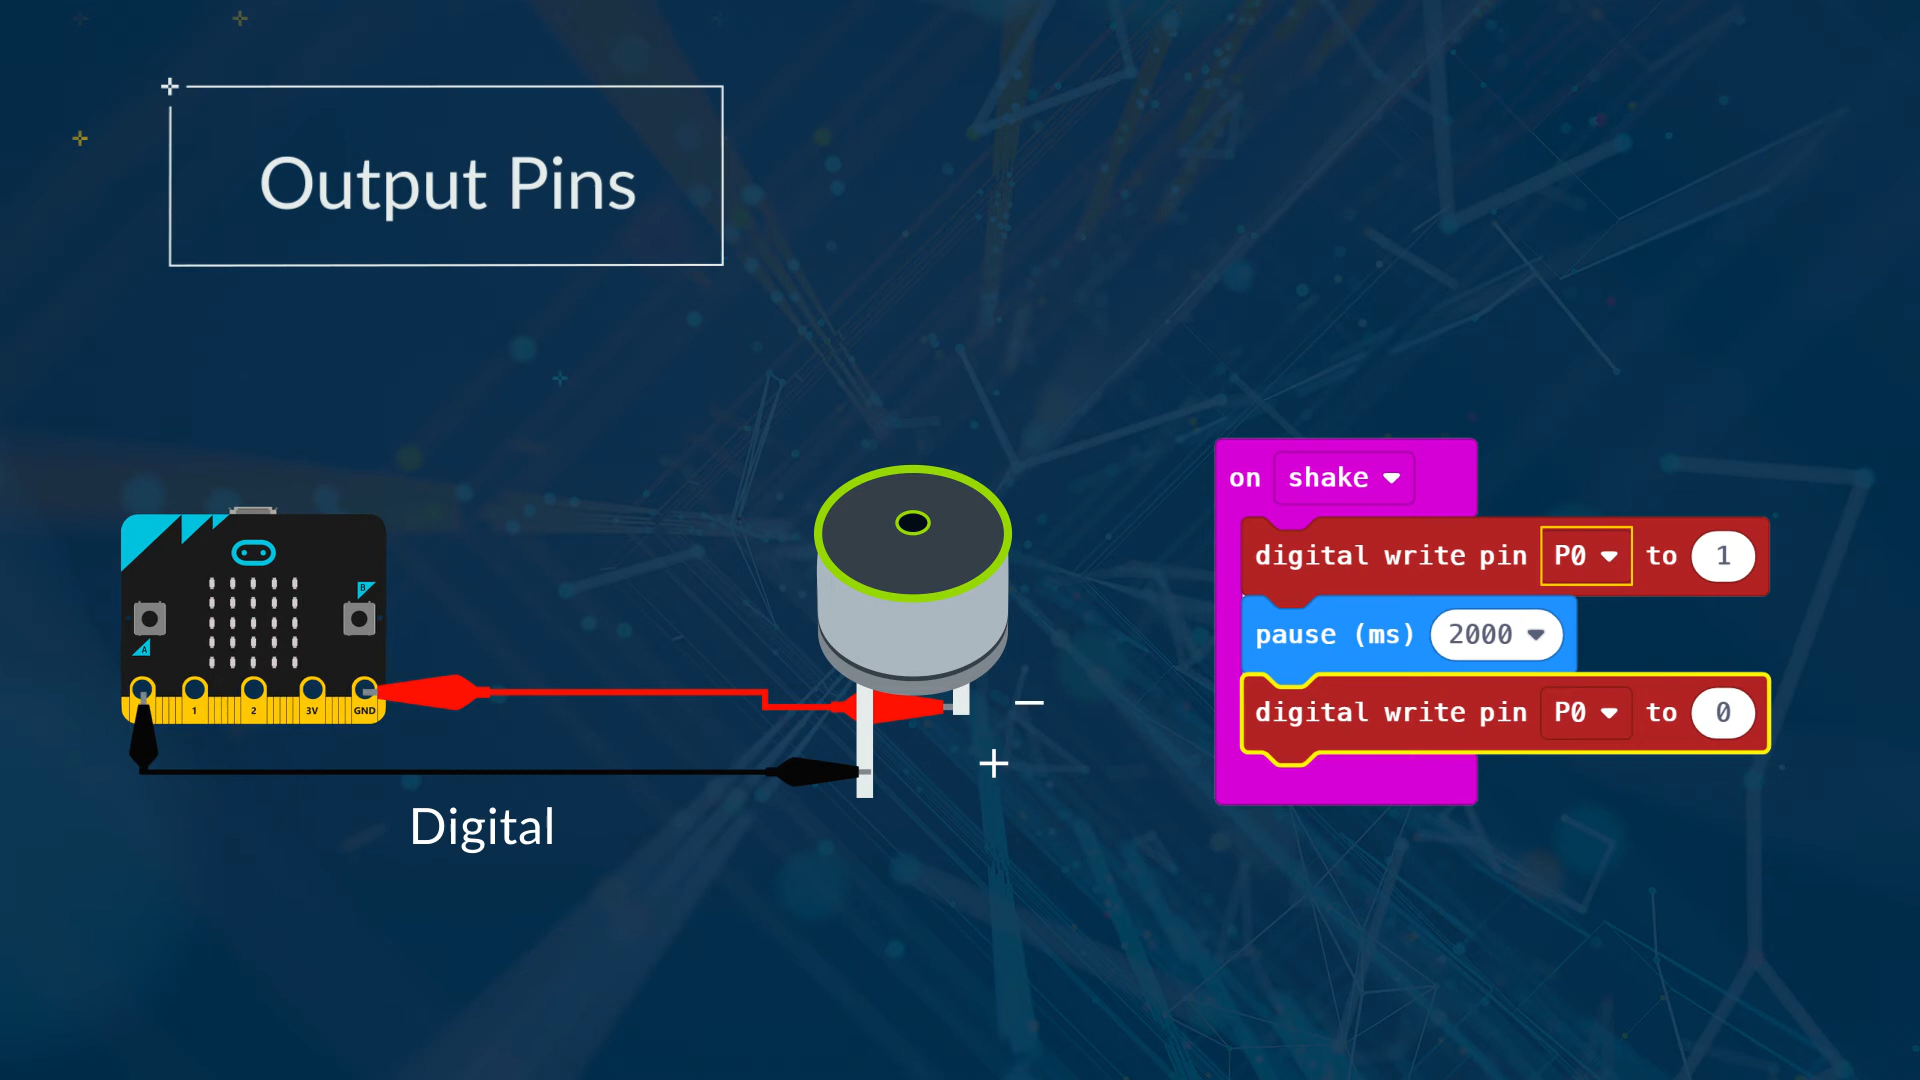 Output Pins
on shake
digital write pin P0 to 1
pause (ms) 2000
digital write pin P0 to 0
B
A
1 2 3V GND
−
+
Digital